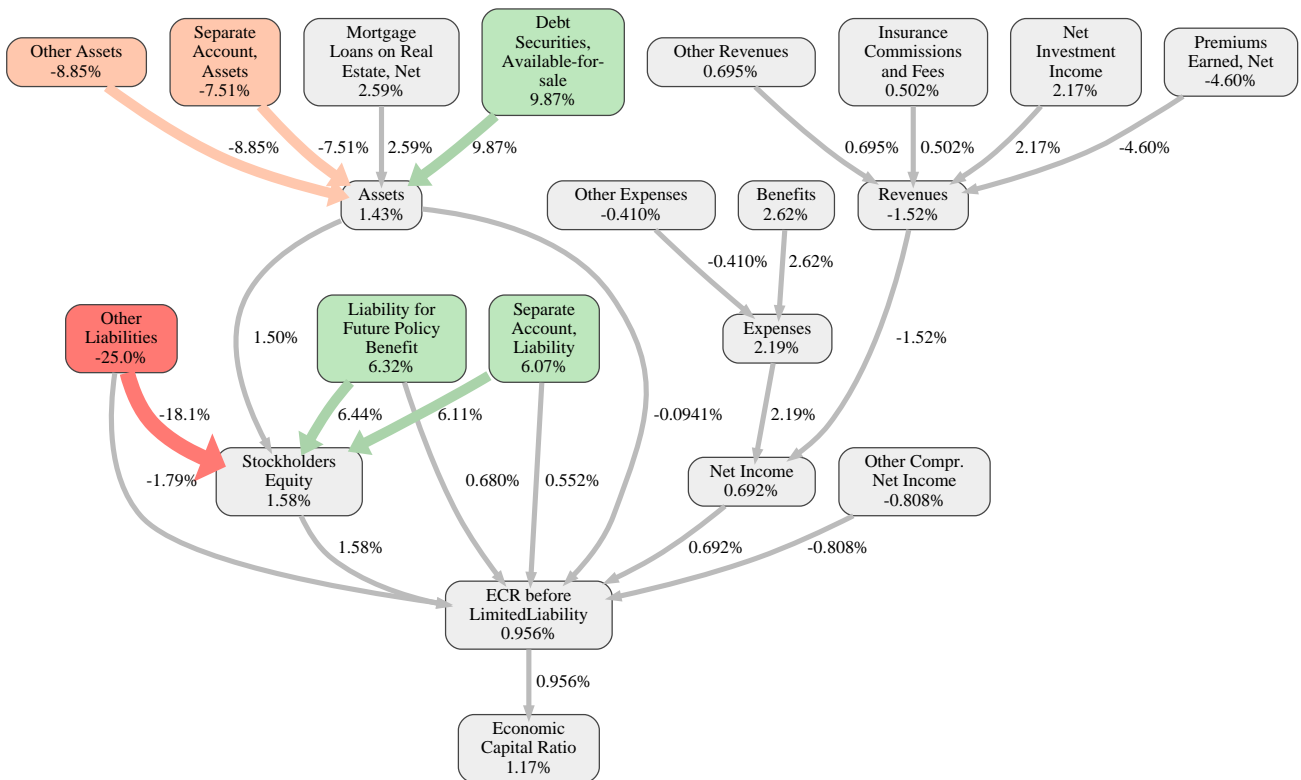 Other Assets
-8.85%
Separate
Account,
Assets
-7.51%
Mortgage
Loans on Real
Estate, Net
2.59%
Debt
Securities,
Available-for-
sale
9.87%
Other Revenues
0.695%
Insurance
Commissions
and Fees
0.502%
Net
Investment
Income
2.17%
Premiums
Earned, Net
-4.60%
-8.85%
-7.51%
2.59%
9.87%
0.695%
0.502%
2.17%
-4.60%
Assets
1.43%
Other Expenses
-0.410%
Benefits
2.62%
Revenues
-1.52%
-0.410%
2.62%
Other
Liabilities
-25.0%
1.50%
Liability for
Future Policy
Benefit
6.32%
Separate
Account,
Liability
6.07%
Expenses
2.19%
-1.52%
-18.1%
6.44%
6.11%
-0.0941%
2.19%
-1.79%
Stockholders
Equity
1.58%
0.680%
0.552%
Net Income
0.692%
Other Compr.
Net Income
-0.808%
1.58%
0.692%
-0.808%
ECR before
LimitedLiability
0.956%
0.956%
Economic
Capital Ratio
1.17%